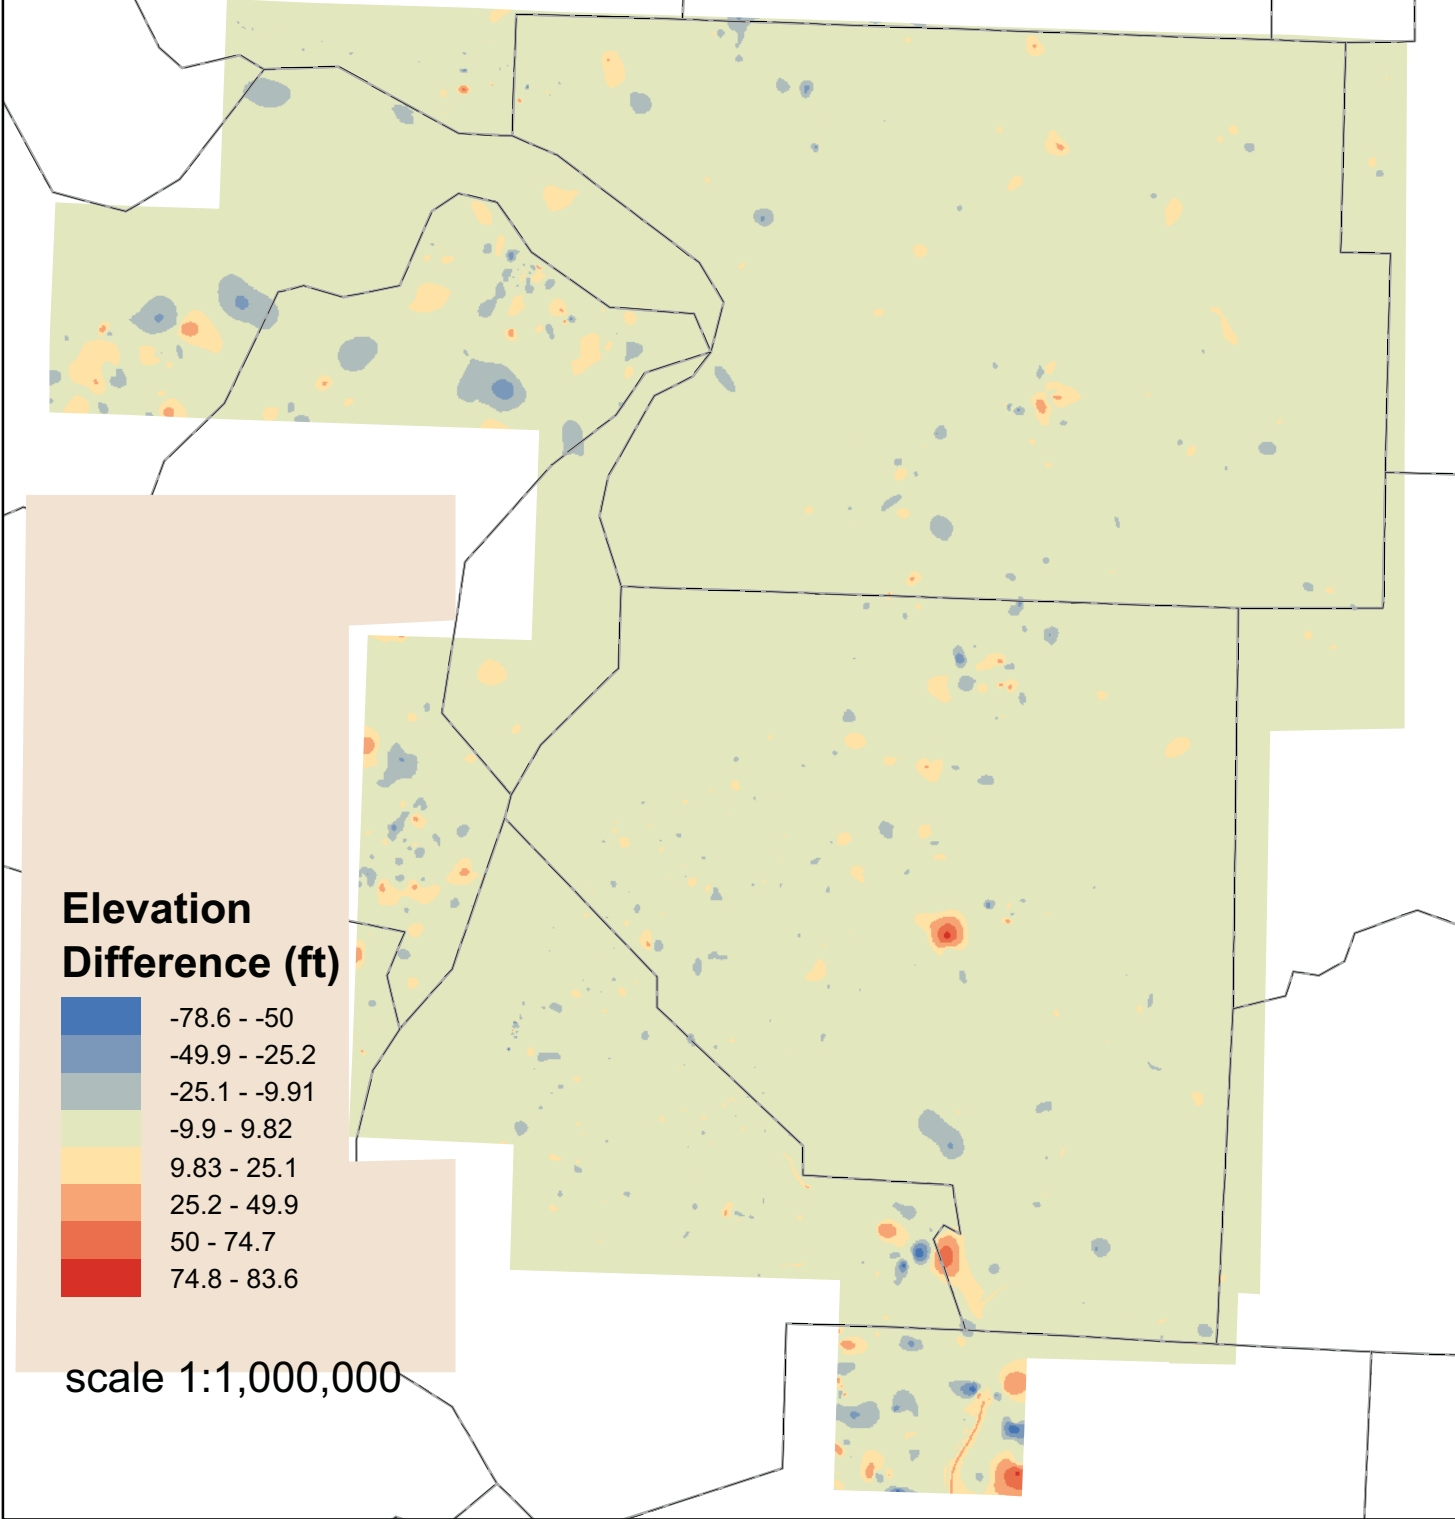 Elevation
Difference (ft)
-78.6 - -50
-49.9 - -25.2
-25.1 - -9.91
-9.9 - 9.82
9.83 - 25.1
25.2 - 49.9
50 - 74.7
74.8 - 83.6
scale 1:1,000,000